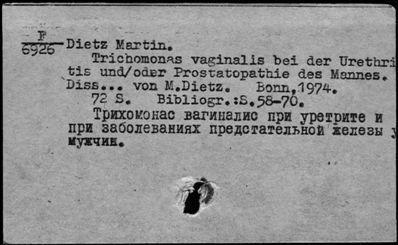 F
6926
Dietz Martin.
Trichomonas vaginalis bei der Urethri
tis und/oder Prostatopathie des Mannes.
Diss... von M.Dietz. Bonn,1974.
72 S. Bibliogr.:S.58-70.
Трихомонас вагиналис при уретрите и
при заболеваниях предстательной железы у
мужчин.